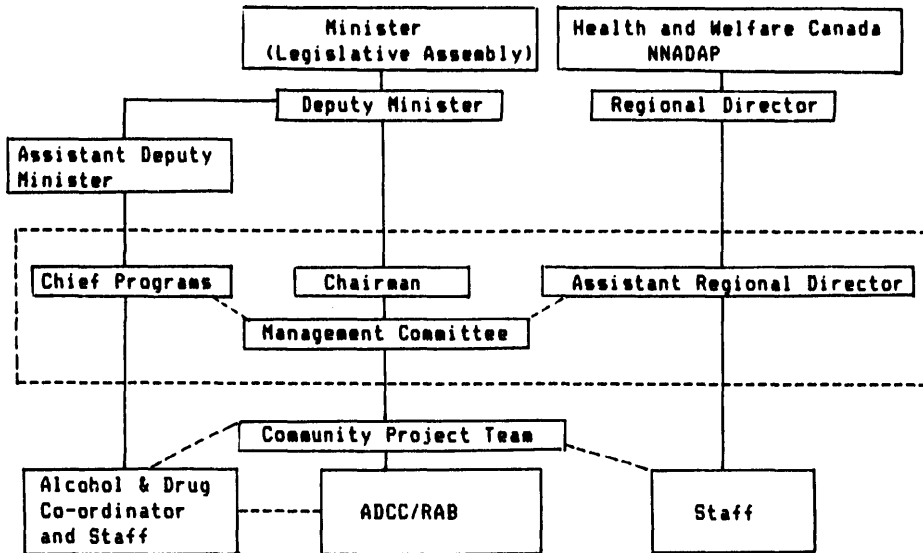 Minister
(Legislative Assembly)
Health and Welfare Canada
NNADAP
Deputy Minister
Regional Director
Assistant Deputy
Minister
Chief Programs
Chairman
Assistant Regional Director
Management Committee
Community Project Team
Alcohol & Drug
Co-ordinator
and Staff
ADCC/RAB
Staff